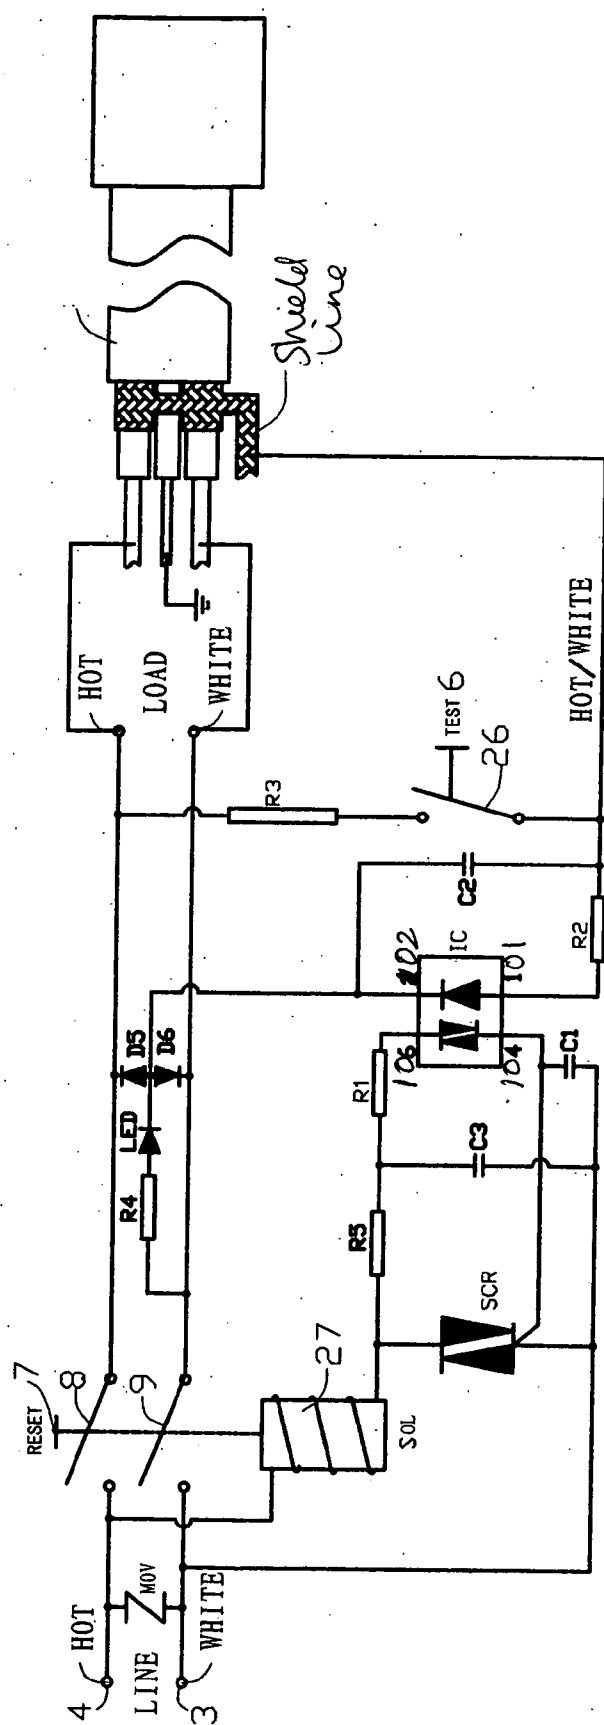 Shield
Line
HOT
LOAD
WHITE
HOT/WHITE
TEST 6
26
R3
C2
R2
IC
102
101
106
104
D5
D6
LED
R4
R1
C1
C3
R5
SCR
RESET
7
8
9
27
SOL
4
HOT
MOV
LINE
WHITE
3